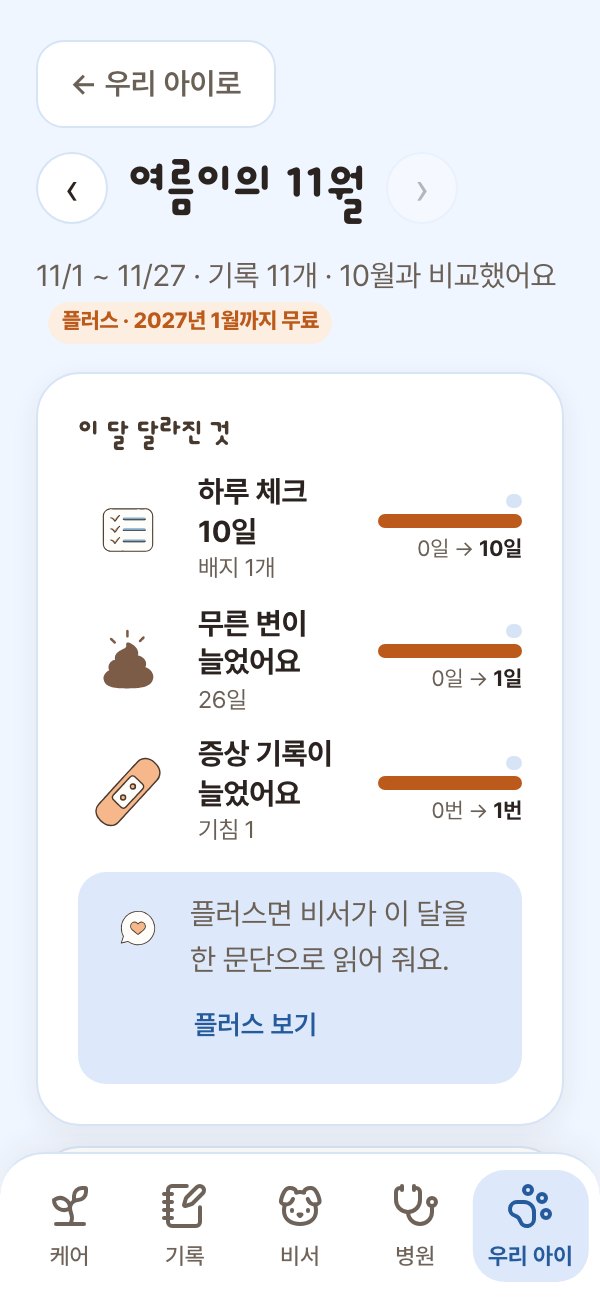 ← 우리 아이로
‹ 여름이의 11월 ›
11/1 ~ 11/27 · 기록 11개 · 10월과 비교했어요
플러스 · 2027년 1월까지 무료
이 달 달라진 것
하루 체크
10일
배지 1개
0일 → 10일
무른 변이
늘었어요
26일
0일 → 1일
증상 기록이
늘었어요
기침 1
0번 → 1번
플러스면 비서가 이 달을
한 문단으로 읽어 줘요.
플러스 보기
케어 기록 비서 병원 우리 아이